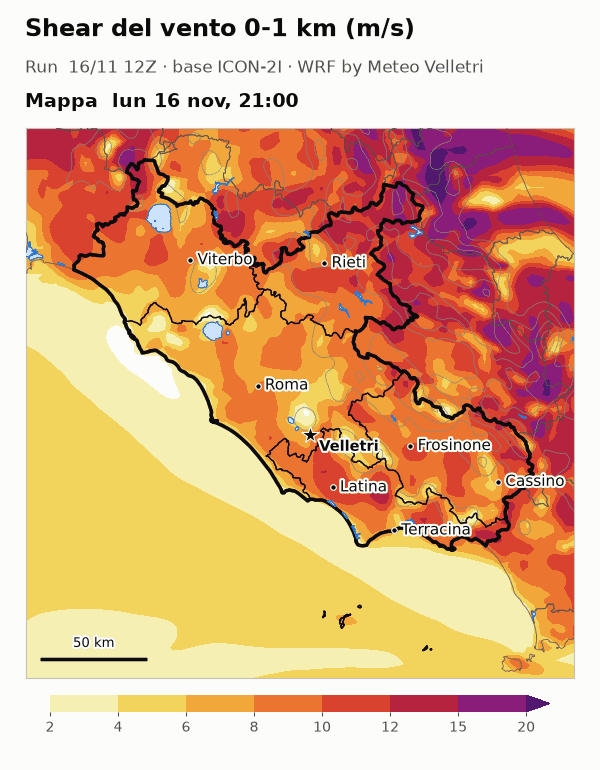 Shear del vento 0-1 km (m/s)
Run  16/11 12Z · base ICON-2I · WRF by Meteo Velletri
Mappa  lun 16 nov, 21:00
Viterbo
Rieti
Roma
Velletri
Frosinone
Latina
Cassino
Terracina
50 km
2 4 6 8 10 12 15 20